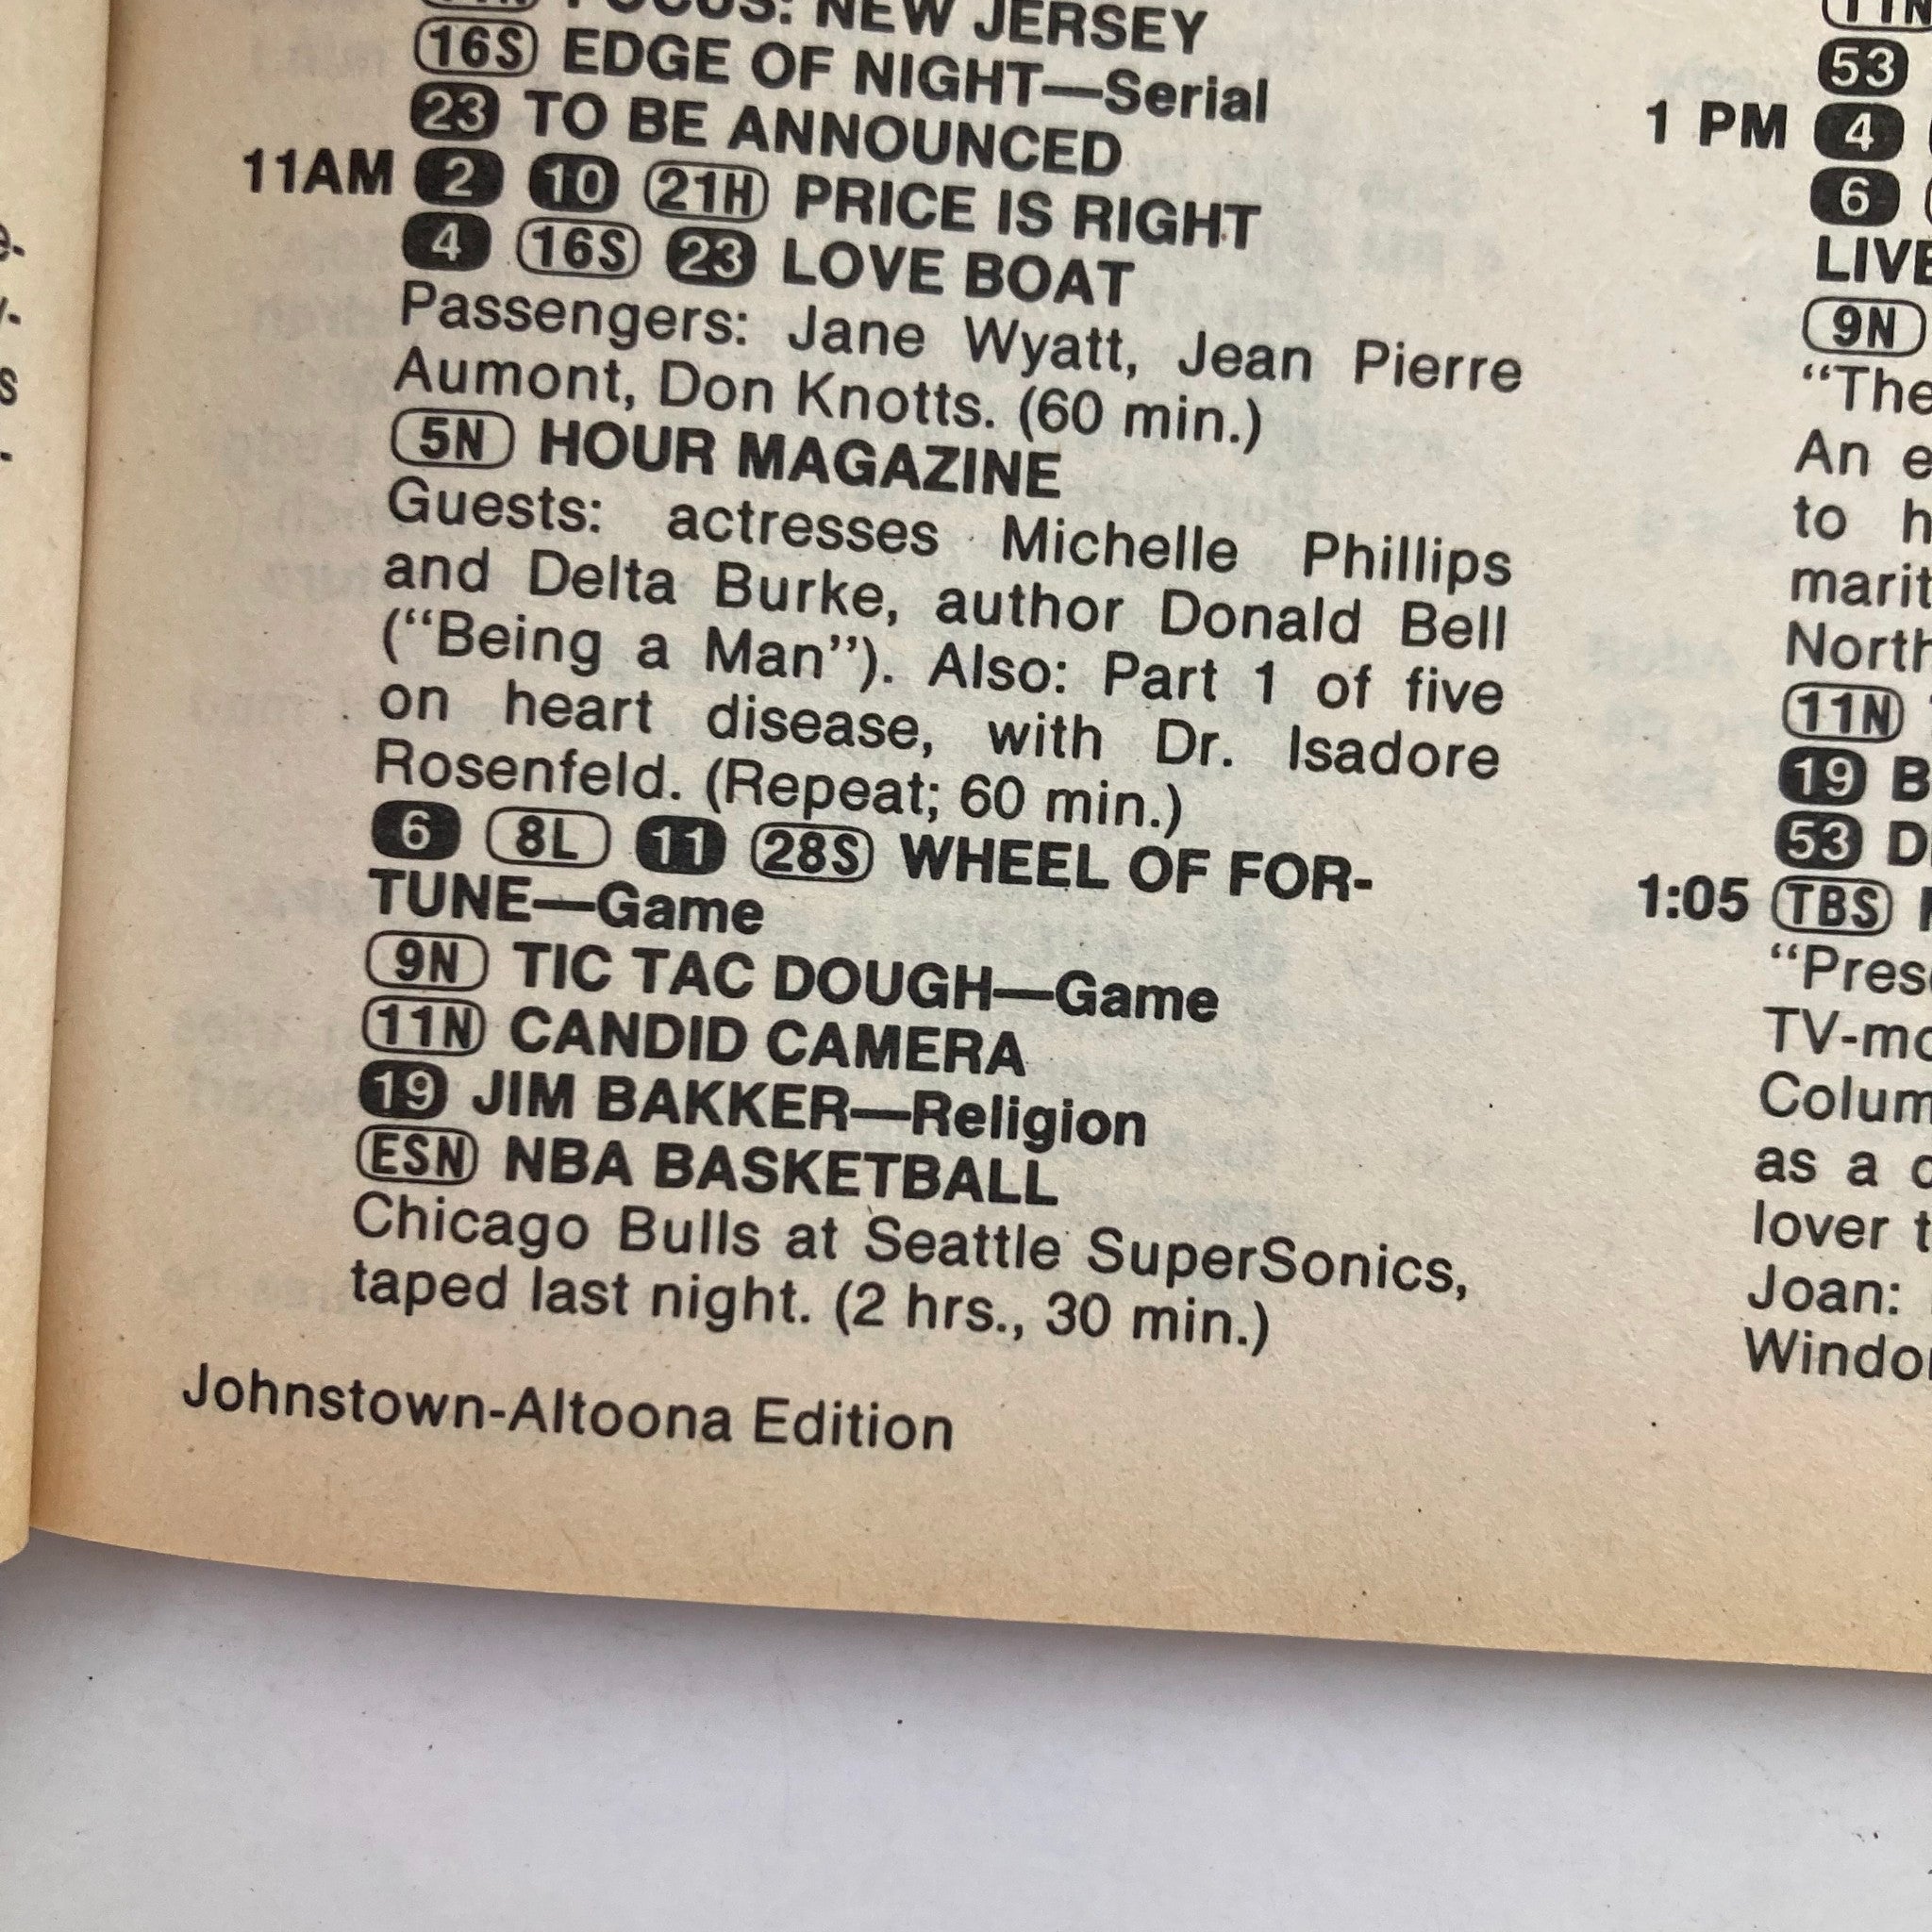 FOCUS: NEW JERSEY
16S EDGE OF NIGHT—Serial
23 TO BE ANNOUNCED
11AM 2 10 21H PRICE IS RIGHT
4 16S 23 LOVE BOAT
Passengers: Jane Wyatt, Jean Pierre
Aumont, Don Knotts. (60 min.)
5N HOUR MAGAZINE
Guests: actresses Michelle Phillips
and Delta Burke, author Donald Bell
(“Being a Man”). Also: Part 1 of five
on heart disease, with Dr. Isadore
Rosenfeld. (Repeat; 60 min.)
6 8L 11 28S WHEEL OF FOR-
TUNE—Game
9N TIC TAC DOUGH—Game
11N CANDID CAMERA
19 JIM BAKKER—Religion
ESN NBA BASKETBALL
Chicago Bulls at Seattle SuperSonics,
taped last night. (2 hrs., 30 min.)
Johnstown-Altoona Edition
11N
53
1 PM 4
6
LIVE
9N
“The
An e
to h
marit
North
11N
19 B
53 D
1:05 TBS
“Pres
TV-mo
Colum
as a
lover t
Joan:
Windo